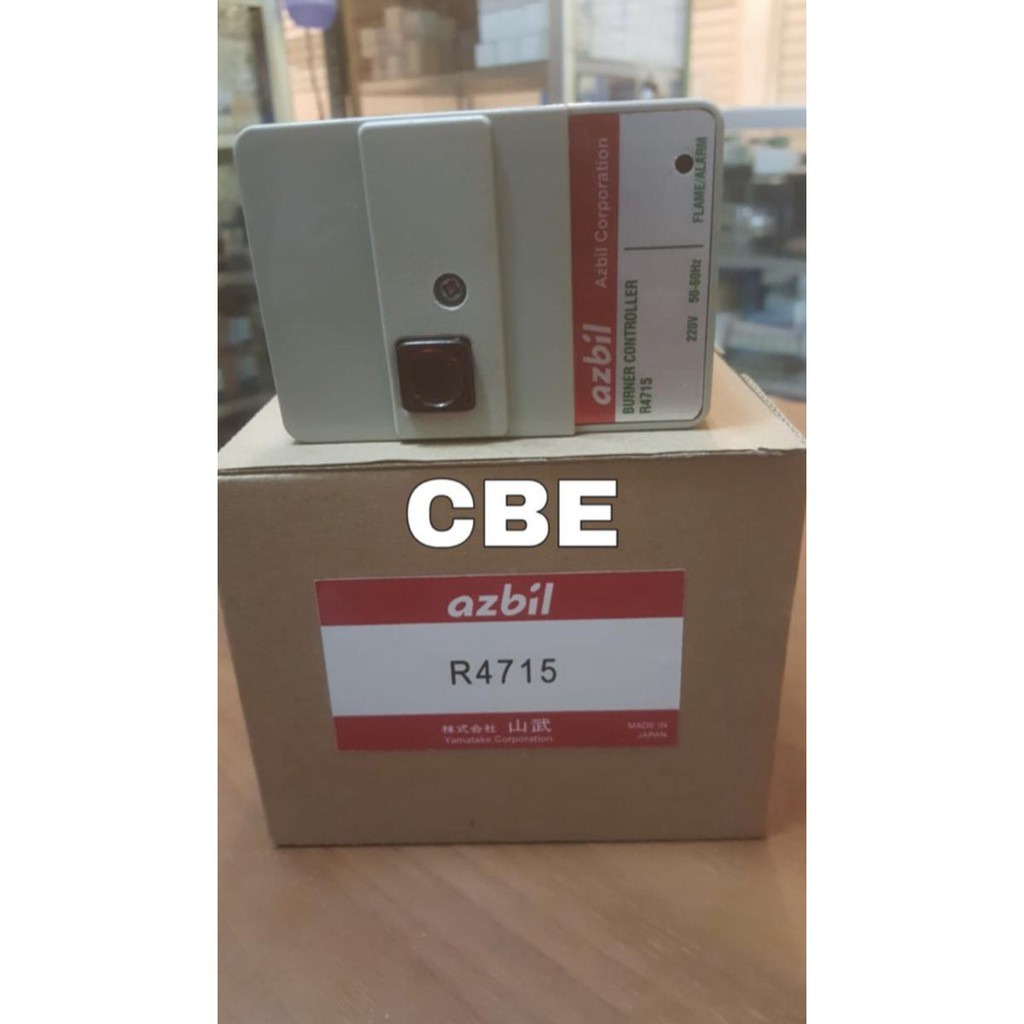 azbil Azbil Corporation
BURNER CONTROLLER
R4715
220V 50-60Hz
FLAME/ALARM
CBE
azbil
R4715
株式会社 山武
Yamatake Corporation
MADE IN
JAPAN